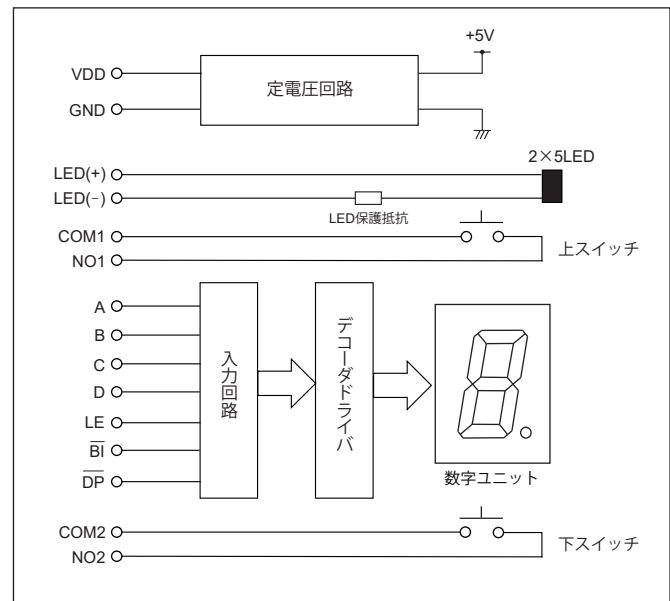 +5V
VDD
定電圧回路
GND
2×5LED
LED(+)
LED(−)
LED保護抵抗
COM1
上スイッチ
NO1
A
B
C
D
LE
BI
DP
入力回路
デコーダドライバ
数字ユニット
COM2
下スイッチ
NO2